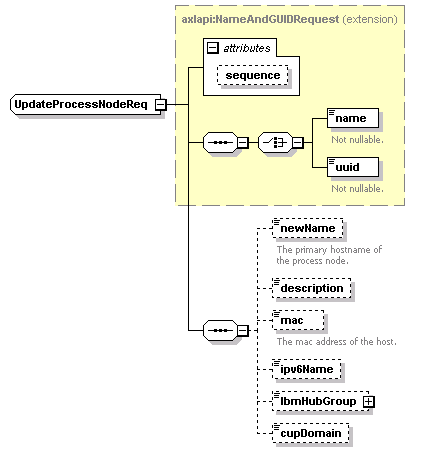 axlapi:NameAndGUIDRequest (extension)
attributes
sequence
UpdateProcessNodeReq
name
Not nullable.
uuid
Not nullable.
newName
The primary hostname of
the process node.
description
mac
The mac address of the host.
ipv6Name
lbmHubGroup
cupDomain